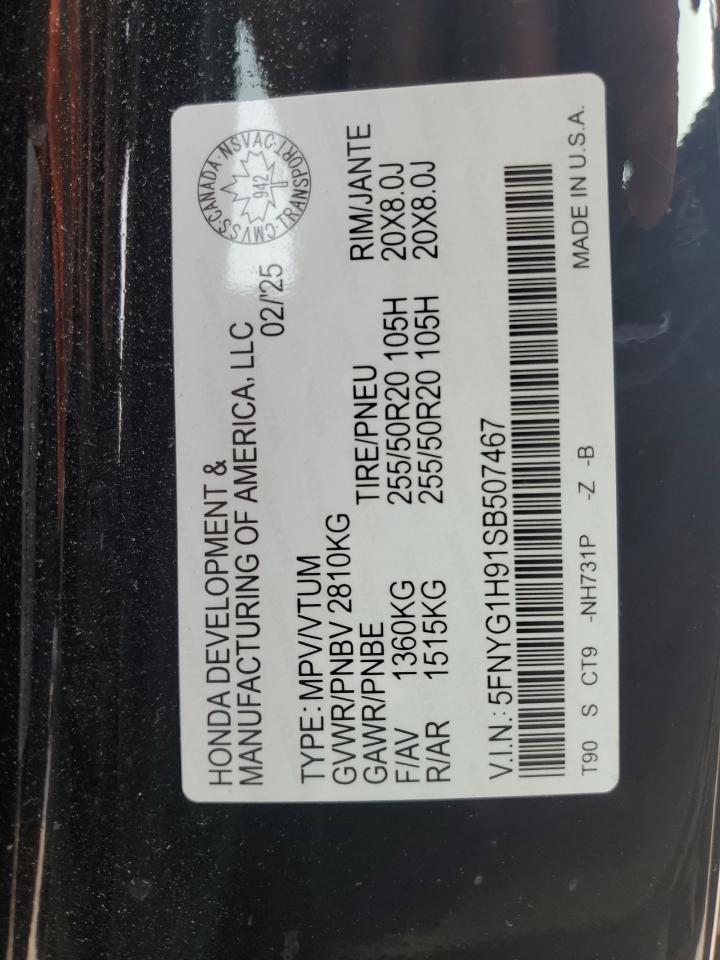 HONDA DEVELOPMENT &
MANUFACTURING OF AMERICA, LLC
02/'25
CMVSS·CANADA·NSVAC·TRANSPORT·
942
TYPE: MPV/VTUM
GVWR/PNBV 2810KG
GAWR/PNBE TIRE/PNEU RIM/JANTE
F/AV 1360KG 255/50R20 105H 20X8.0J
R/AR 1515KG 255/50R20 105H 20X8.0J
V.I.N.: 5FNYG1H91SB507467
T90 S CT9 -NH731P -Z -B MADE IN U.S.A.